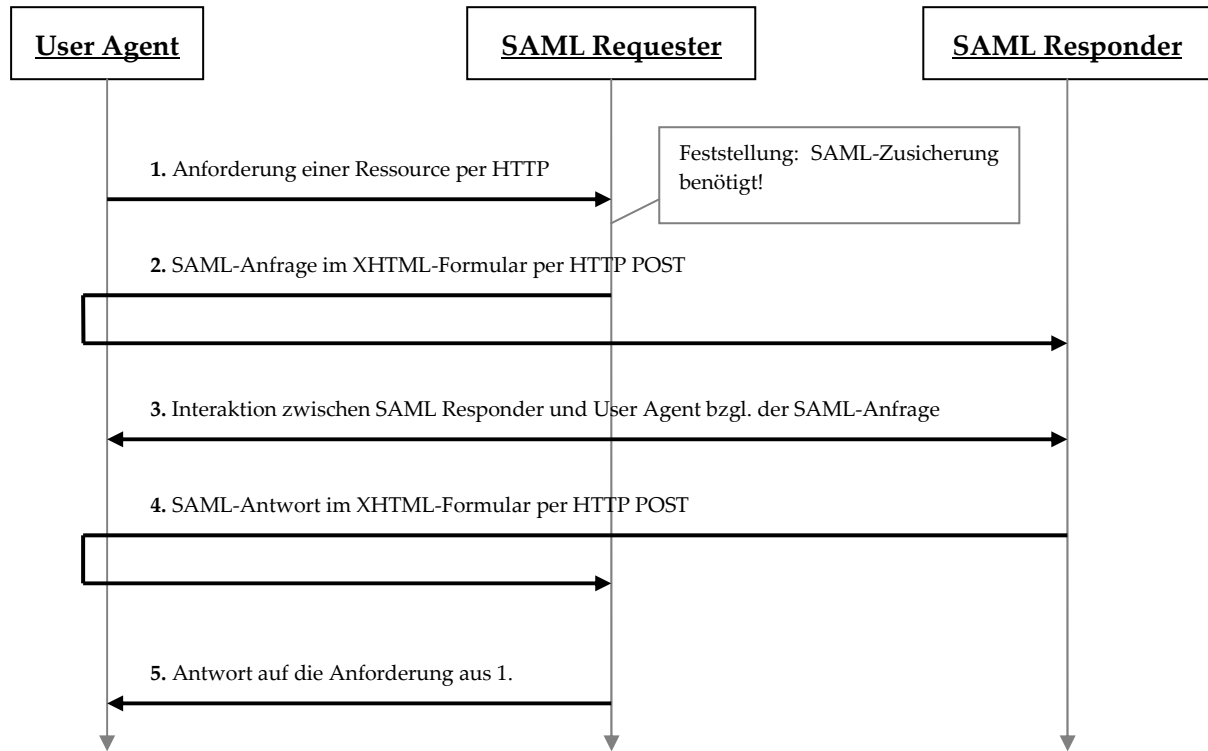 User Agent
SAML Requester
SAML Responder
1. Anforderung einer Ressource per HTTP
Feststellung: SAML-Zusicherung
benötigt!
2. SAML-Anfrage im XHTML-Formular per HTTP POST
3. Interaktion zwischen SAML Responder und User Agent bzgl. der SAML-Anfrage
4. SAML-Antwort im XHTML-Formular per HTTP POST
5. Antwort auf die Anforderung aus 1.